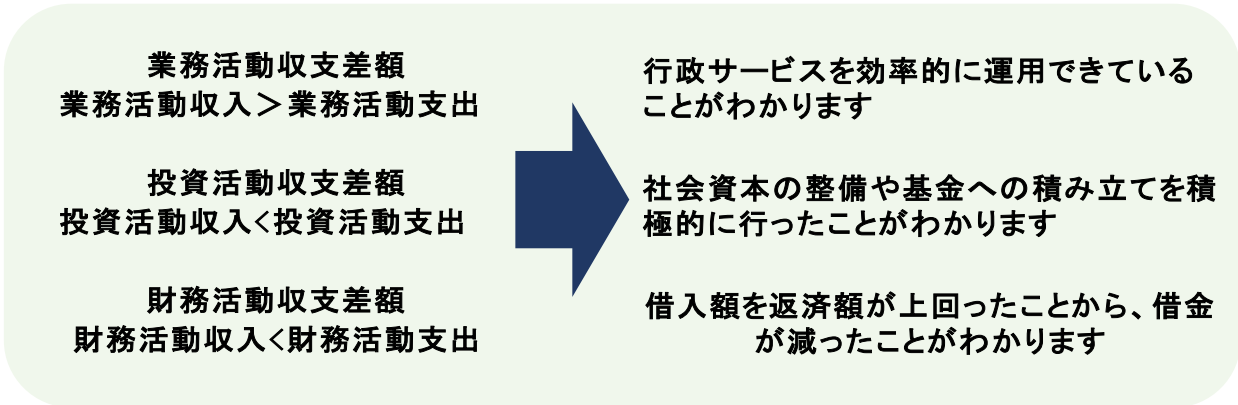 業務活動収支差額
業務活動収入＞業務活動支出
行政サービスを効率的に運用できている
ことがわかります
投資活動収支差額
投資活動収入<投資活動支出
社会資本の整備や基金への積み立てを積
極的に行ったことがわかります
財務活動収支差額
財務活動収入<財務活動支出
借入額を返済額が上回ったことから、借金
が減ったことがわかります